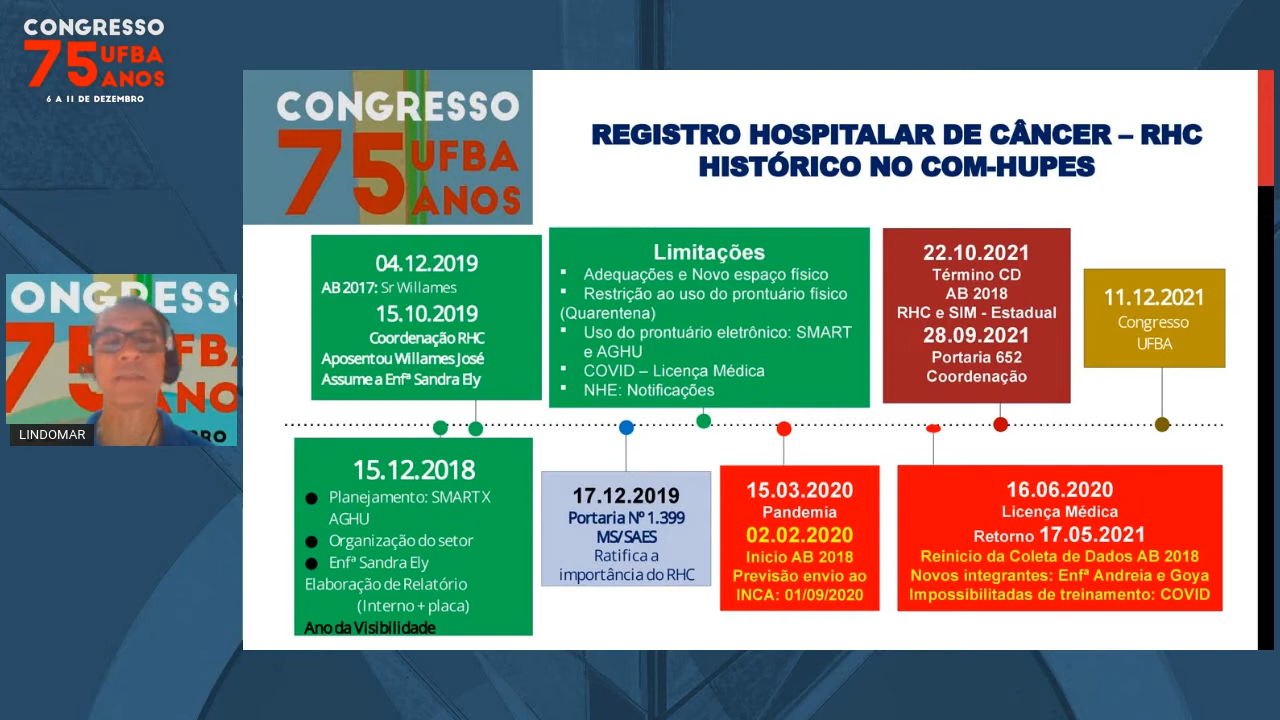 CONGRESSO
75 UFBA
ANOS
6 A 11 DE DEZEMBRO
CONGRESSO
75 UFBA
ANOS
REGISTRO HOSPITALAR DE CÂNCER – RHC
HISTÓRICO NO COM-HUPES
04.12.2019
AB 2017: Sr Willames
15.10.2019
Coordenação RHC
Aposentou Willames José
Assume a Enfª Sandra Ely
Limitações
▪ Adequações e Novo espaço físico
▪ Restrição ao uso do prontuário físico
(Quarentena)
▪ Uso do prontuário eletrônico: SMART
e AGHU
▪ COVID – Licença Médica
▪ NHE: Notificações
22.10.2021
Término CD
AB 2018
RHC e SIM - Estadual
28.09.2021
Portaria 652
Coordenação
11.12.2021
Congresso
UFBA
15.12.2018
● Planejamento: SMART X
AGHU
● Organização do setor
● Enfª Sandra Ely
Elaboração de Relatório
(Interno + placa)
Ano da Visibilidade
17.12.2019
Portaria Nº 1.399
MS/SAES
Ratifica a
importância do RHC
15.03.2020
Pandemia
02.02.2020
Inicio AB 2018
Previsão envio ao
INCA: 01/09/2020
16.06.2020
Licença Médica
Retorno 17.05.2021
Reinicio da Coleta de Dados AB 2018
Novos integrantes: Enfª Andreia e Goya
Impossibilitadas de treinamento: COVID
ONGRESS
75 FB
NO
BRO
LINDOMAR